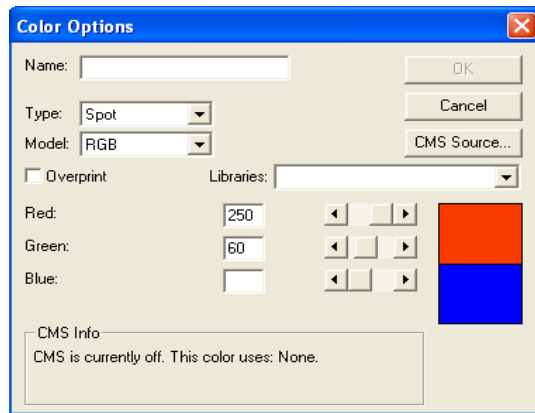 Color Options
Name:
OK
Type: Spot
Cancel
Model: RGB
CMS Source...
Overprint
Libraries:
Red: 250
Green: 60
Blue:
CMS Info
CMS is currently off. This color uses: None.